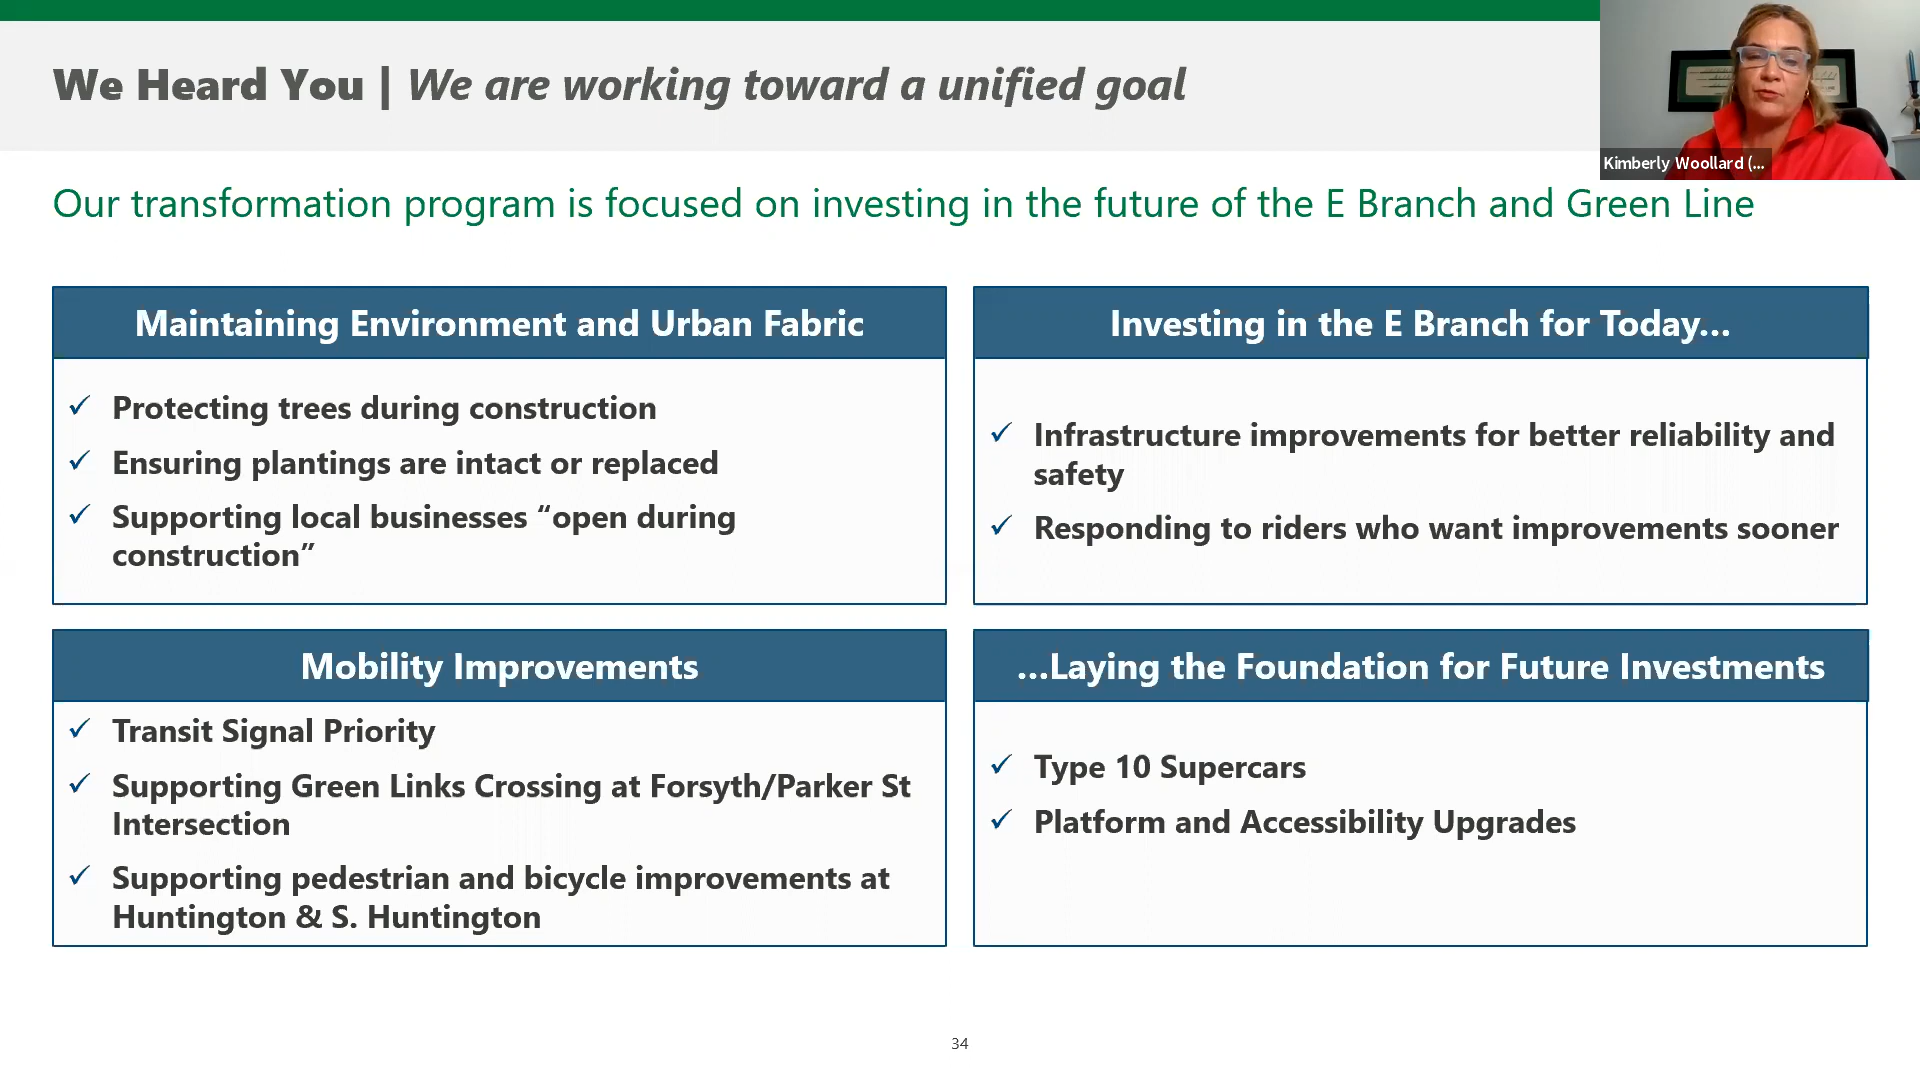 We Heard You | We are working toward a unified goal
Kimberly Woollard (...
Our transformation program is focused on investing in the future of the E Branch and Green Line
Maintaining Environment and Urban Fabric
✓ Protecting trees during construction
✓ Ensuring plantings are intact or replaced
✓ Supporting local businesses “open during
construction”
Investing in the E Branch for Today...
✓ Infrastructure improvements for better reliability and
safety
✓ Responding to riders who want improvements sooner
Mobility Improvements
✓ Transit Signal Priority
✓ Supporting Green Links Crossing at Forsyth/Parker St
Intersection
✓ Supporting pedestrian and bicycle improvements at
Huntington & S. Huntington
...Laying the Foundation for Future Investments
✓ Type 10 Supercars
✓ Platform and Accessibility Upgrades
34